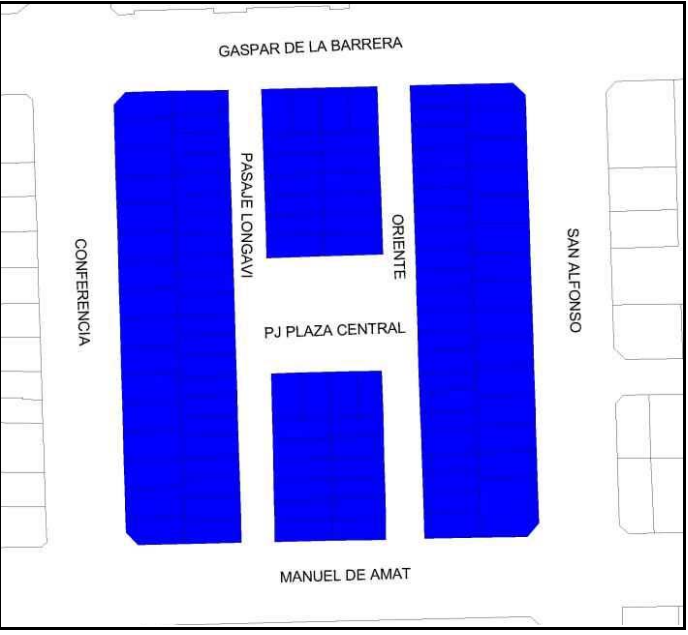 GASPAR DE LA BARRERA
PASAJE LONGAVI
ORIENTE
CONFERENCIA
SAN ALFONSO
PJ PLAZA CENTRAL
MANUEL DE AMAT